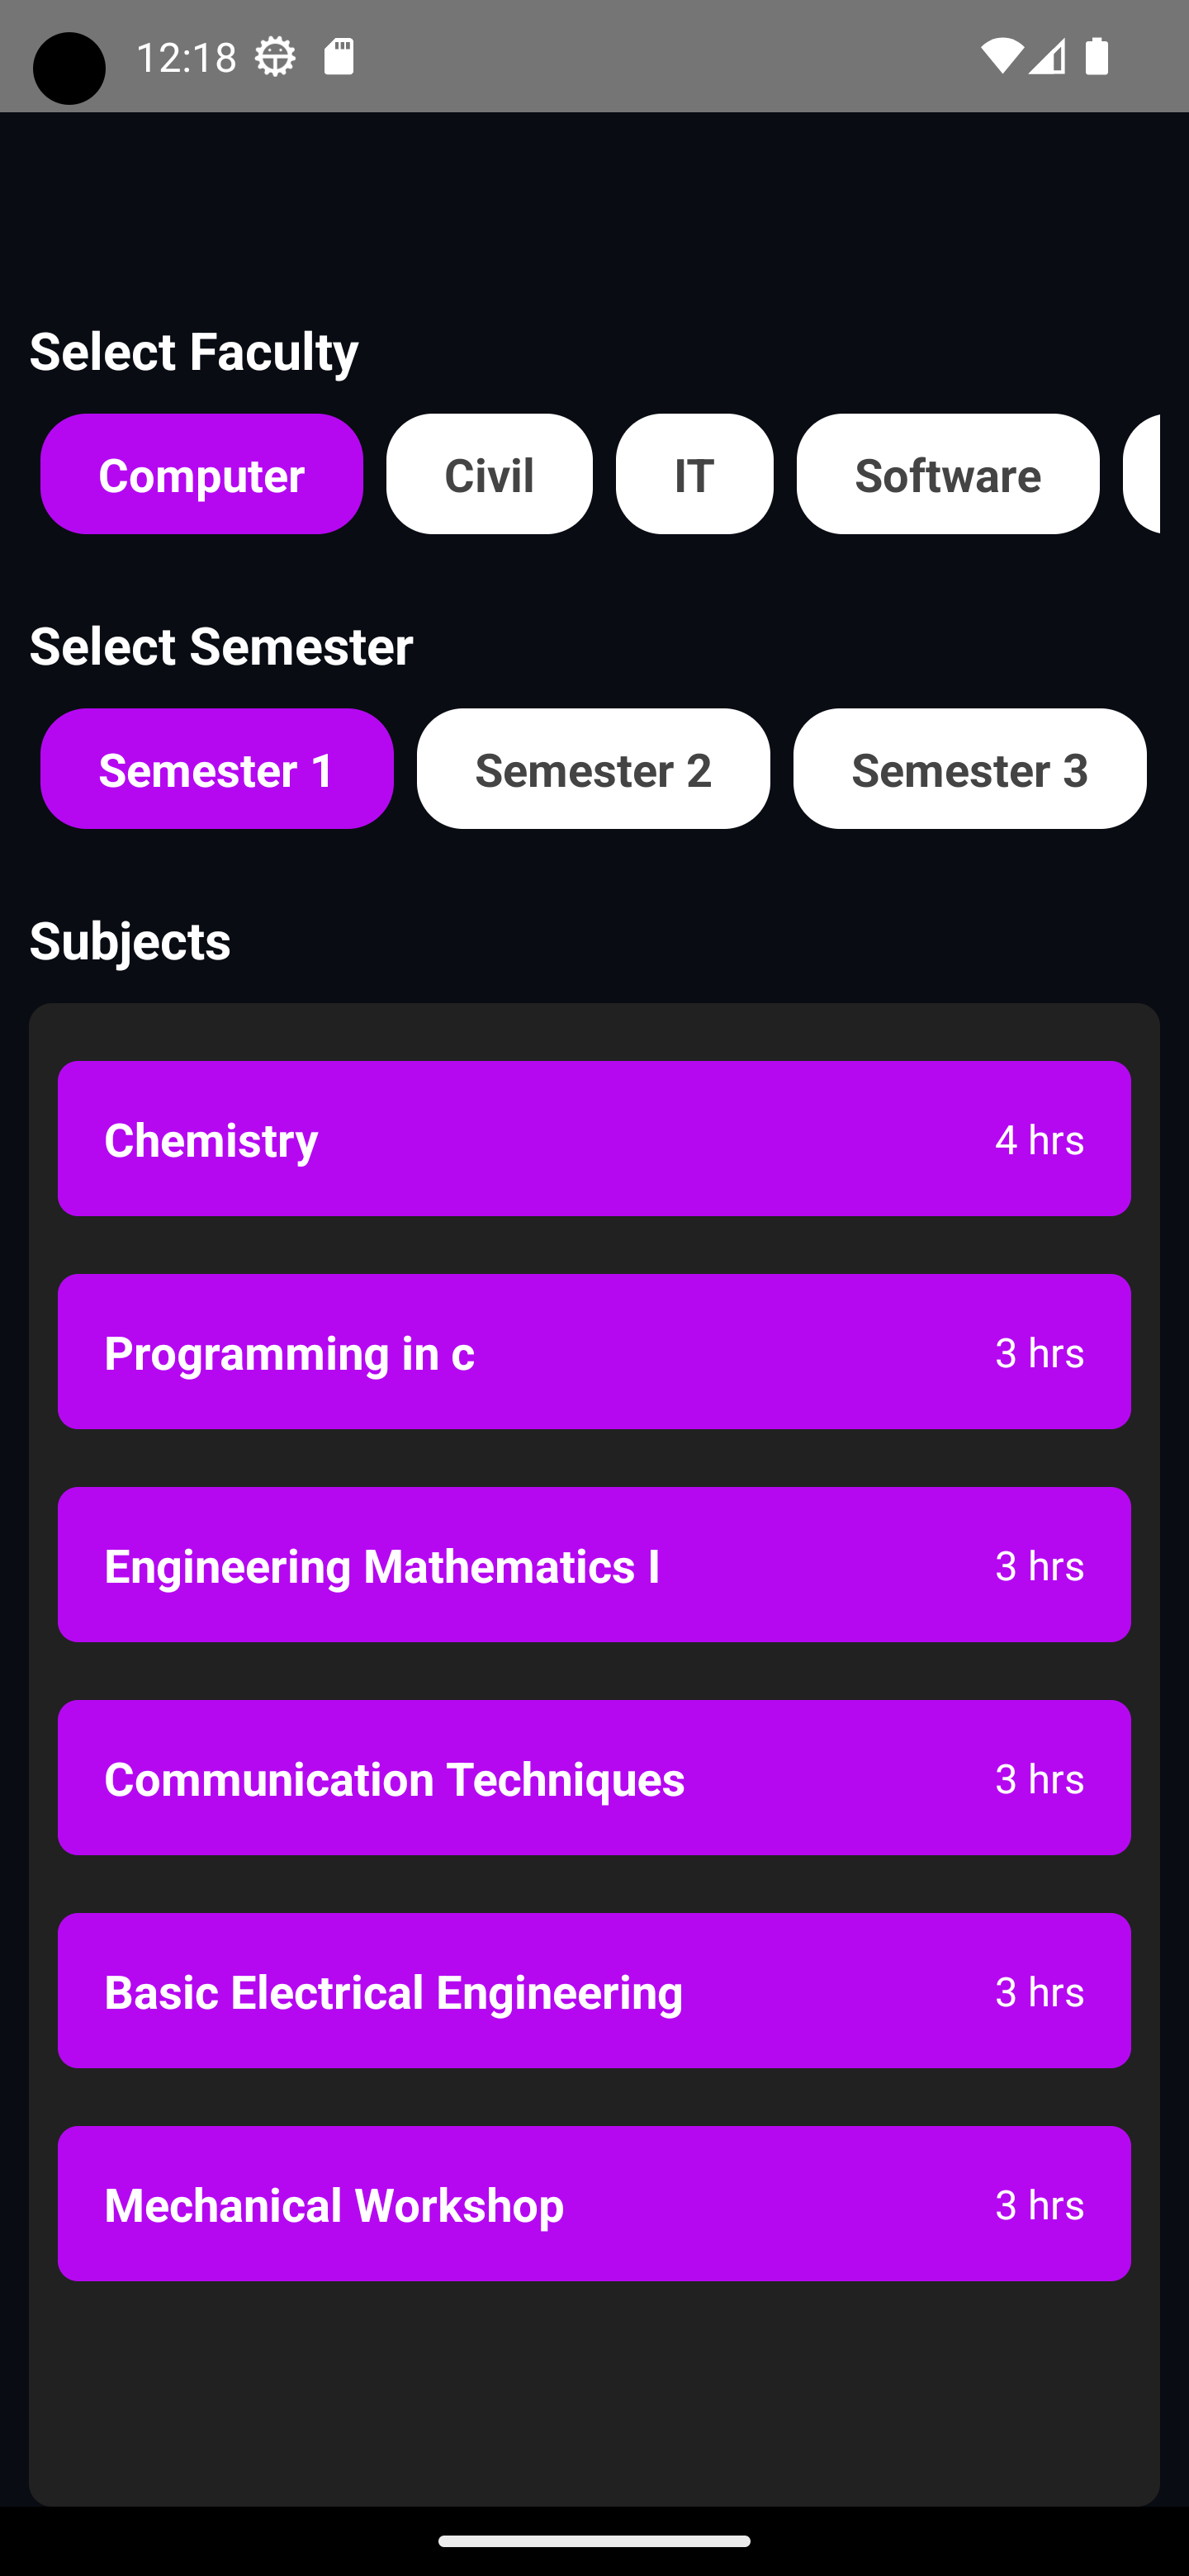 12:18
Select Faculty
Computer Civil IT Software
Select Semester
Semester 1 Semester 2 Semester 3
Subjects
Chemistry 4 hrs
Programming in c 3 hrs
Engineering Mathematics I 3 hrs
Communication Techniques 3 hrs
Basic Electrical Engineering 3 hrs
Mechanical Workshop 3 hrs